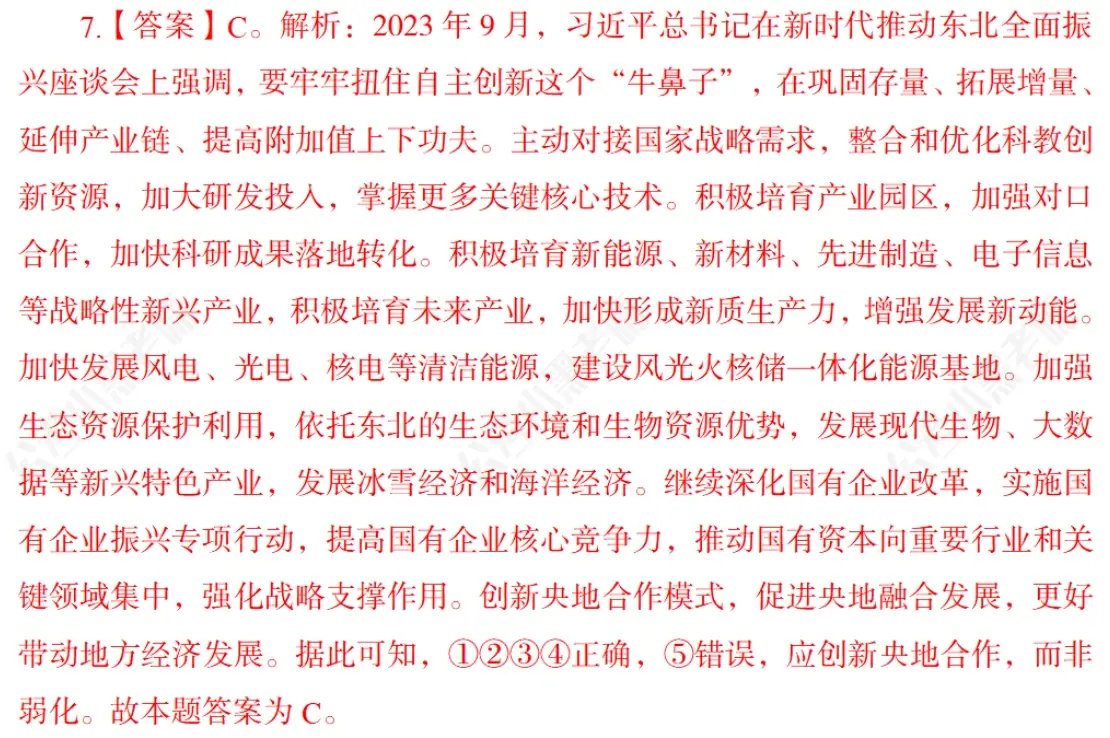 7.【答案】C。解析：2023 年 9 月，习近平总书记在新时代推动东北全面振
兴座谈会上强调，要牢牢扭住自主创新这个“牛鼻子”，在巩固存量、拓展增量、
延伸产业链、提高附加值上下功夫。主动对接国家战略需求，整合和优化科教创
新资源，加大研发投入，掌握更多关键核心技术。积极培育产业园区，加强对口
合作，加快科研成果落地转化。积极培育新能源、新材料、先进制造、电子信息
等战略性新兴产业，积极培育未来产业，加快形成新质生产力，增强发展新动能。
加快发展风电、光电、核电等清洁能源，建设风光火核储一体化能源基地。加强
生态资源保护利用，依托东北的生态环境和生物资源优势，发展现代生物、大数
据等新兴特色产业，发展冰雪经济和海洋经济。继续深化国有企业改革，实施国
有企业振兴专项行动，提高国有企业核心竞争力，推动国有资本向重要行业和关
键领域集中，强化战略支撑作用。创新央地合作模式，促进央地融合发展，更好
带动地方经济发展。据此可知，①②③④正确，⑤错误，应创新央地合作，而非
弱化。故本题答案为 C。